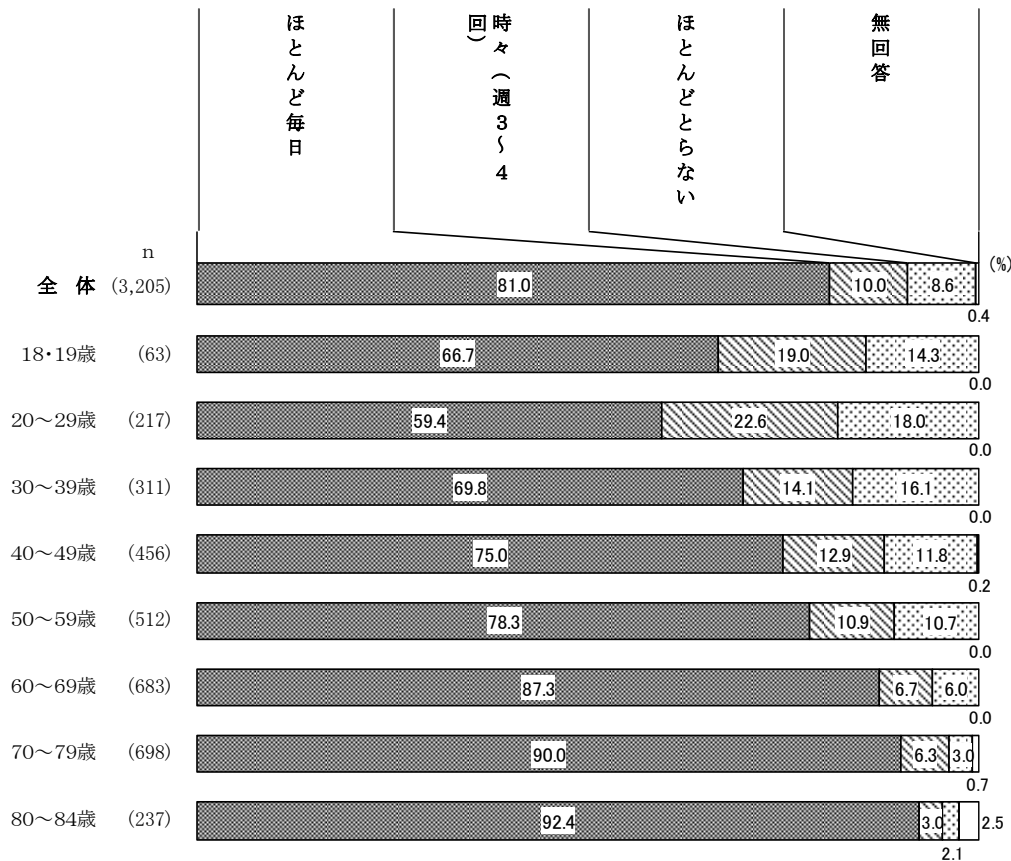 ほとんど毎日
時々（週３～４
回）
ほとんどとらない
無回答
n
(%)
全 体 (3,205) 81.0 10.0 8.6 0.4
18・19歳 (63) 66.7 19.0 14.3 0.0
20～29歳 (217) 59.4 22.6 18.0 0.0
30～39歳 (311) 69.8 14.1 16.1 0.0
40～49歳 (456) 75.0 12.9 11.8 0.2
50～59歳 (512) 78.3 10.9 10.7 0.0
60～69歳 (683) 87.3 6.7 6.0 0.0
70～79歳 (698) 90.0 6.3 3.0 0.7
80～84歳 (237) 92.4 3.0 2.1 2.5